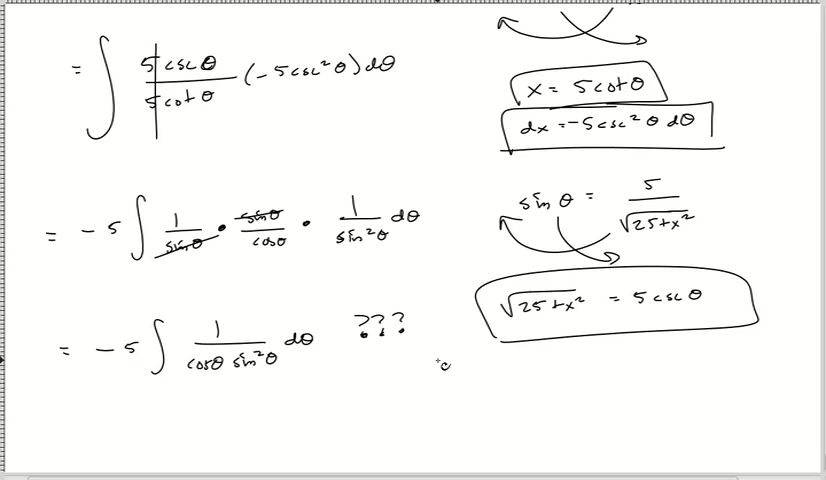 = ∫ 5cscθ / 5cotθ (-5csc²θ)dθ
x = 5cotθ
dx = -5csc²θ dθ
sinθ = 5 / √(25+x²)
= -5 ∫ 1/sinθ • sinθ/cosθ • 1/sin²θ dθ
√(25+x²) = 5cscθ
= -5 ∫ 1/(cosθ sin²θ) dθ ???